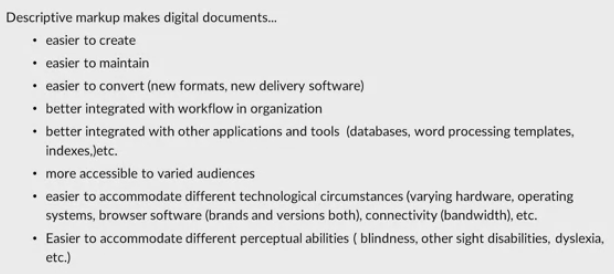 Descriptive markup makes digital documents...
• easier to create
• easier to maintain
• easier to convert (new formats, new delivery software)
• better integrated with workflow in organization
• better integrated with other applications and tools (databases, word processing templates,
indexes,)etc.
• more accessible to varied audiences
• easier to accommodate different technological circumstances (varying hardware, operating
systems, browser software (brands and versions both), connectivity (bandwidth), etc.
• Easier to accommodate different perceptual abilities ( blindness, other sight disabilities, dyslexia,
etc.)